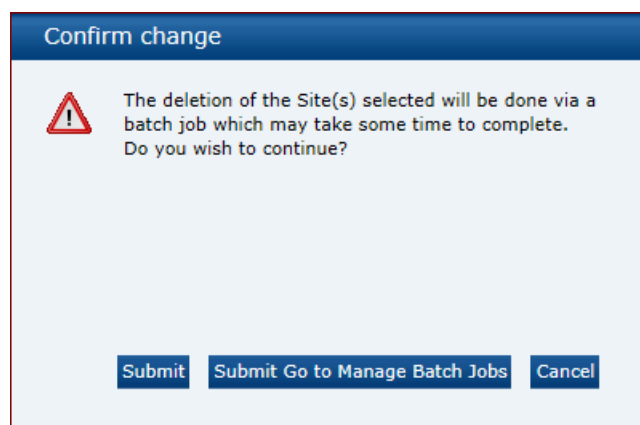 Confirm change
The deletion of the Site(s) selected will be done via a
batch job which may take some time to complete.
Do you wish to continue?
Submit Submit Go to Manage Batch Jobs Cancel